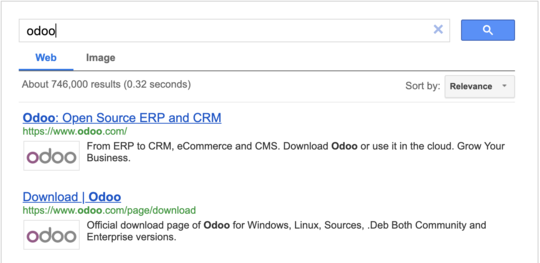 odoo
Web Image
About 746,000 results (0.32 seconds) Sort by: Relevance
Odoo: Open Source ERP and CRM
https://www.odoo.com/
odoo
From ERP to CRM, eCommerce and CMS. Download Odoo or use it in the cloud. Grow Your
Business.
Download | Odoo
https://www.odoo.com/page/download
odoo
Official download page of Odoo for Windows, Linux, Sources, .Deb Both Community and
Enterprise versions.